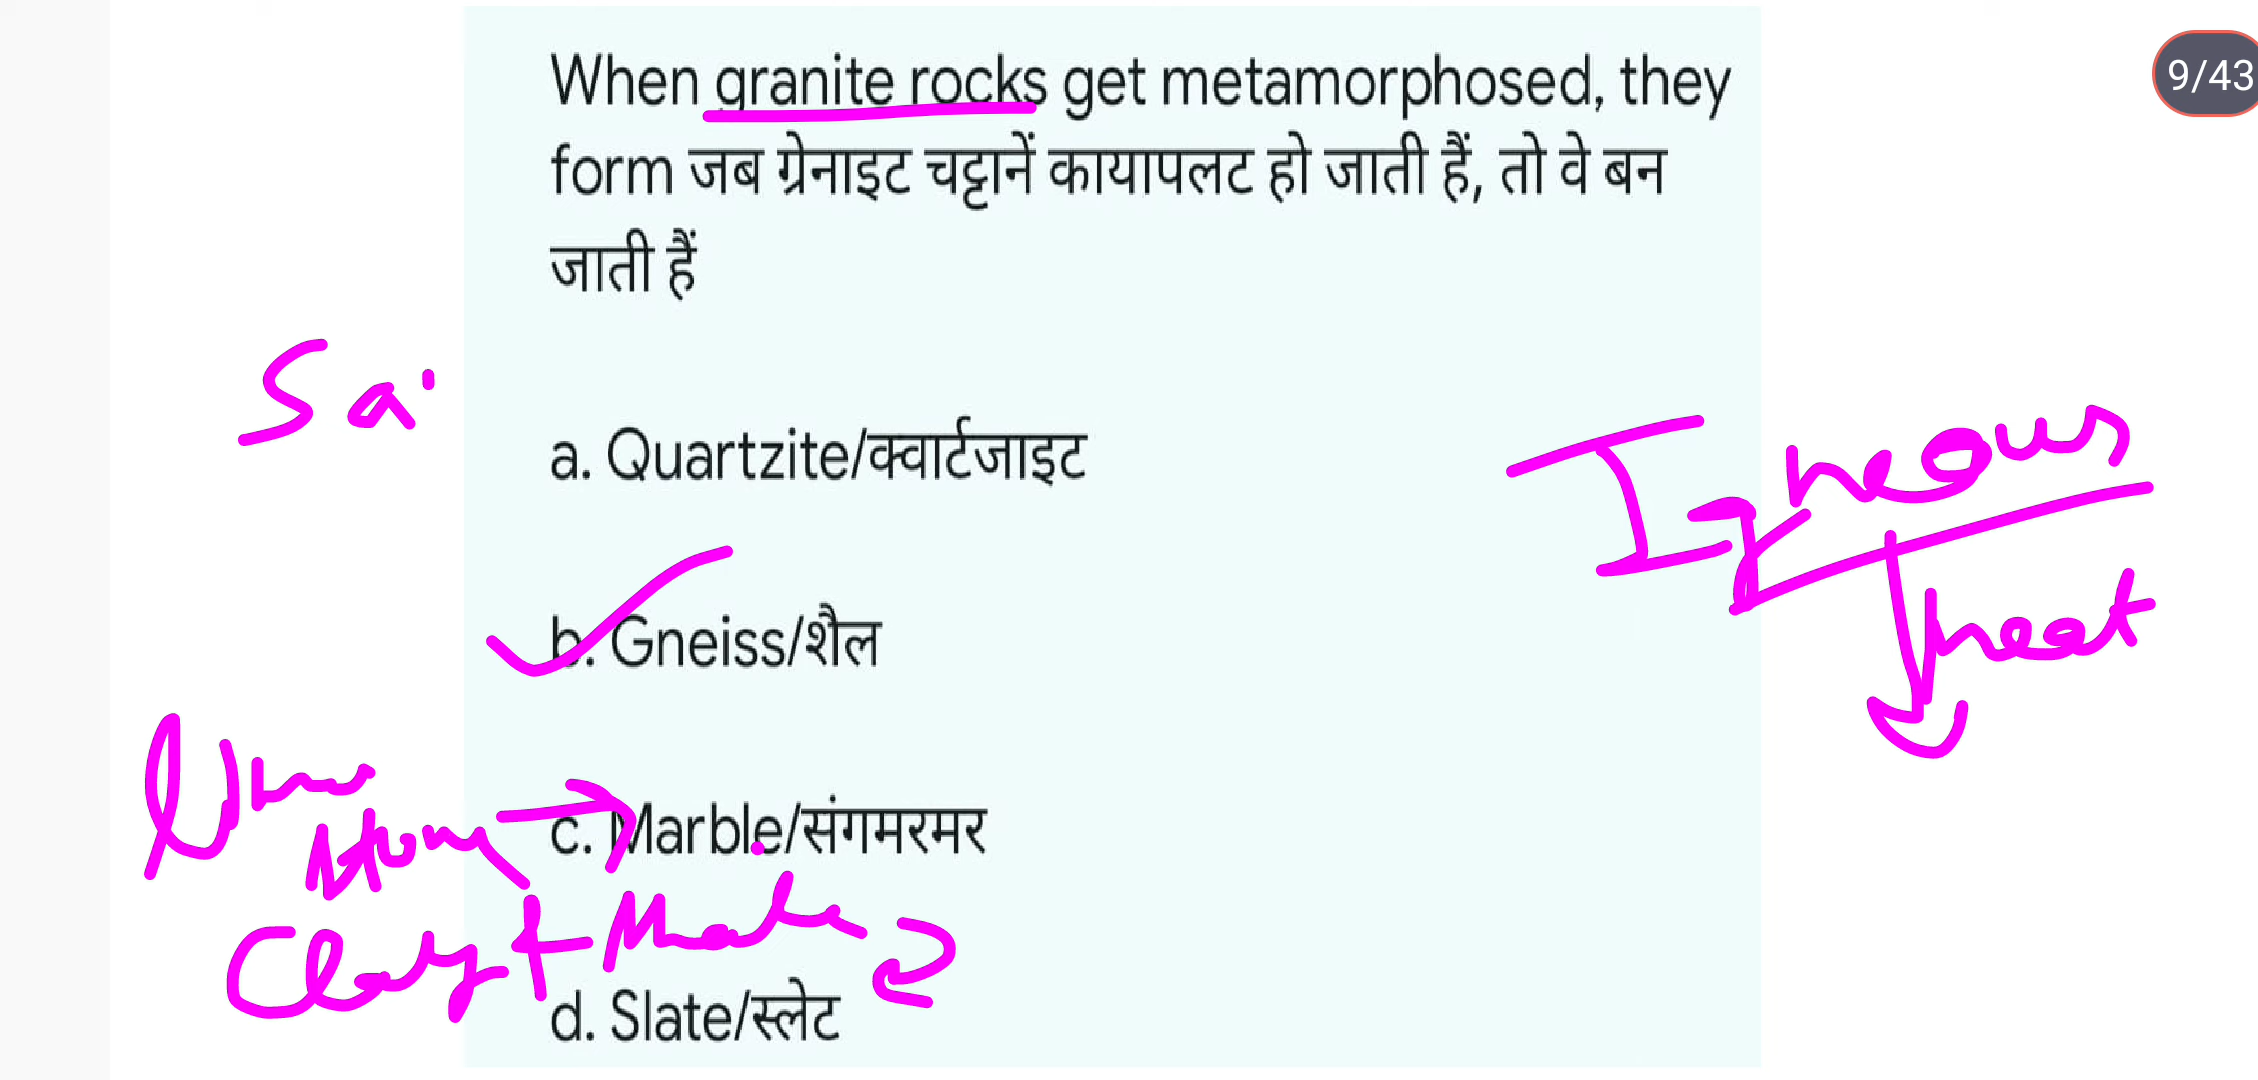 9/43
When granite rocks get metamorphosed, they
form जब ग्रेनाइट चट्टानें कायापलट हो जाती हैं, तो वे बन
जाती हैं
Sa
a. Quartzite/क्वार्टजाइट
Igneous
heat
b. Gneiss/शैल
c. Marble/संगमरमर
Clay +
d. Slate/स्लेट